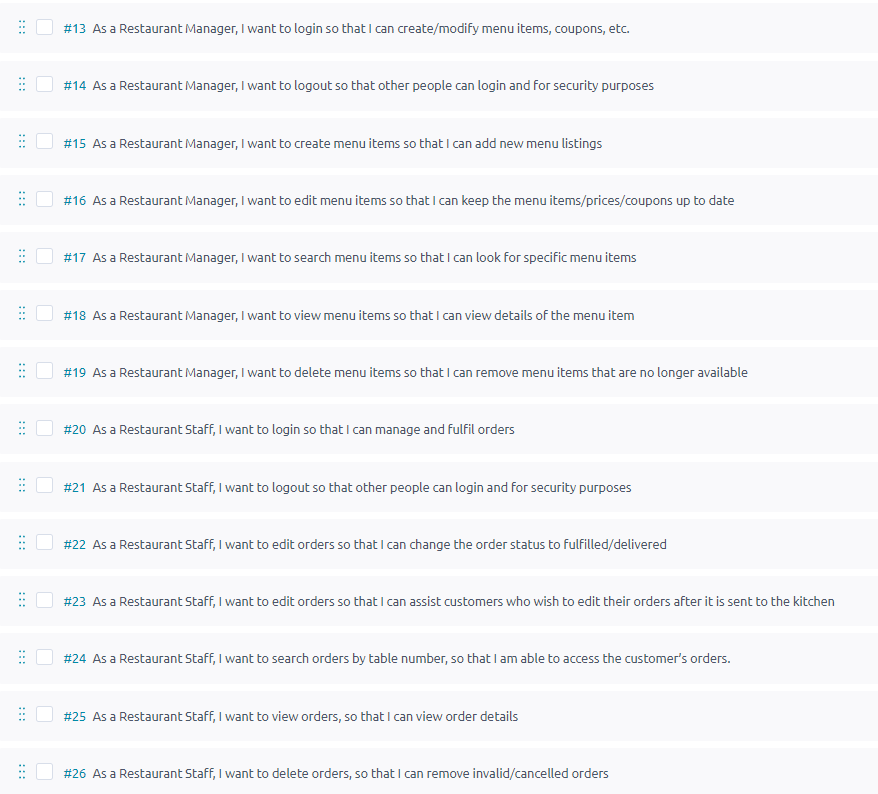 #13 As a Restaurant Manager, I want to login so that I can create/modify menu items, coupons, etc.
#14 As a Restaurant Manager, I want to logout so that other people can login and for security purposes
#15 As a Restaurant Manager, I want to create menu items so that I can add new menu listings
#16 As a Restaurant Manager, I want to edit menu items so that I can keep the menu items/prices/coupons up to date
#17 As a Restaurant Manager, I want to search menu items so that I can look for specific menu items
#18 As a Restaurant Manager, I want to view menu items so that I can view details of the menu item
#19 As a Restaurant Manager, I want to delete menu items so that I can remove menu items that are no longer available
#20 As a Restaurant Staff, I want to login so that I can manage and fulfil orders
#21 As a Restaurant Staff, I want to logout so that other people can login and for security purposes
#22 As a Restaurant Staff, I want to edit orders so that I can change the order status to fulfilled/delivered
#23 As a Restaurant Staff, I want to edit orders so that I can assist customers who wish to edit their orders after it is sent to the kitchen
#24 As a Restaurant Staff, I want to search orders by table number, so that I am able to access the customer’s orders.
#25 As a Restaurant Staff, I want to view orders, so that I can view order details
#26 As a Restaurant Staff, I want to delete orders, so that I can remove invalid/cancelled orders